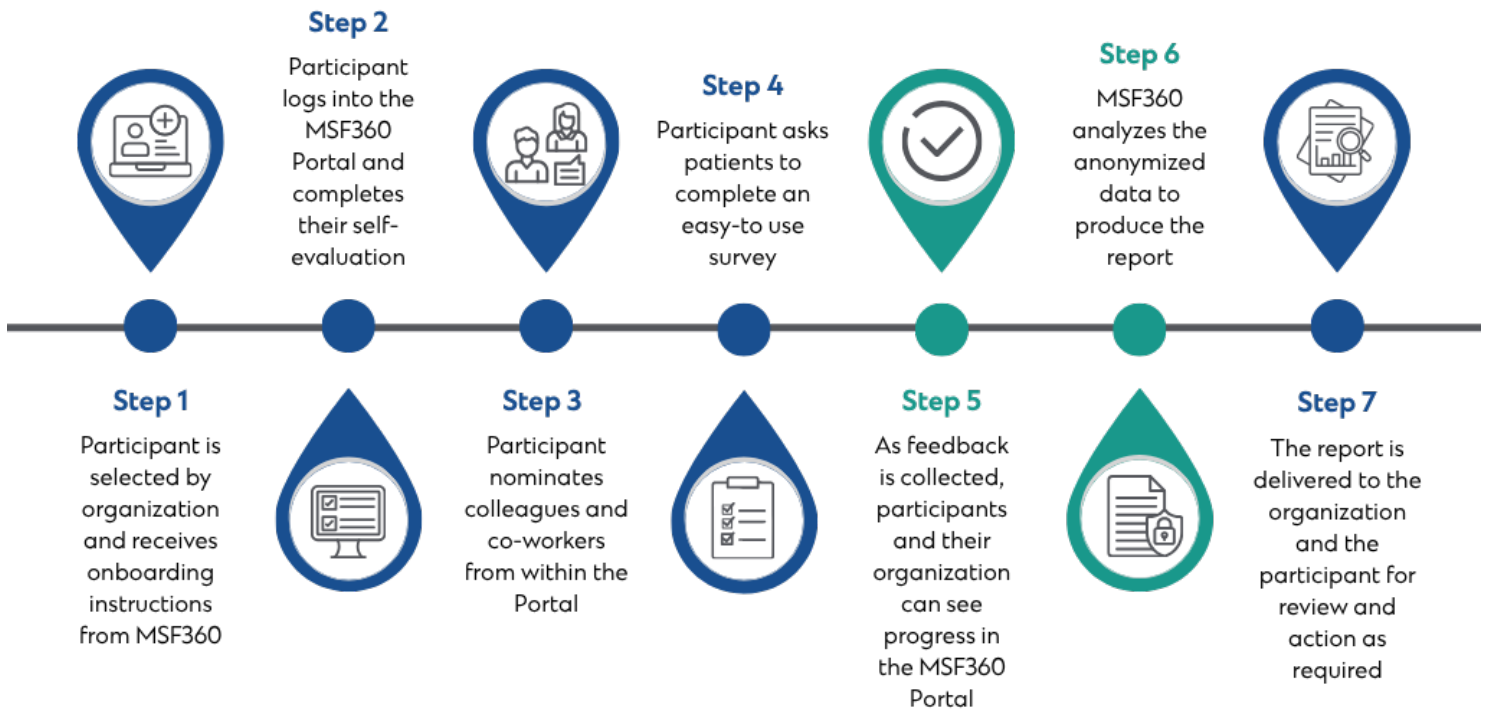 Step 1
Participant is
selected by
organization
and receives
onboarding
instructions
from MSF360
Step 2
Participant
logs into the
MSF360
Portal and
completes
their self-
evaluation
Step 3
Participant
nominates
colleagues and
co-workers
from within the
Portal
Step 4
Participant asks
patients to
complete an
easy-to use
survey
Step 5
As feedback
is collected,
participants
and their
organization
can see
progress in
the MSF360
Portal
Step 6
MSF360
analyzes the
anonymized
data to
produce the
report
Step 7
The report is
delivered to the
organization
and the
participant for
review and
action as
required